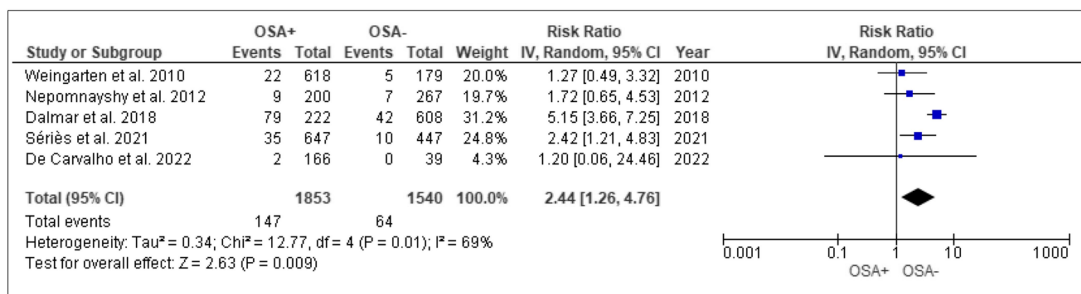 OSA+ OSA- Risk Ratio Risk Ratio
Study or Subgroup Events Total Events Total Weight IV, Random, 95% CI Year IV, Random, 95% CI
Weingarten et al. 2010 22 618 5 179 20.0% 1.27 [0.49, 3.32] 2010
Nepomnayshy et al. 2012 9 200 7 267 19.7% 1.72 [0.65, 4.53] 2012
Dalmar et al. 2018 79 222 42 608 31.2% 5.15 [3.66, 7.25] 2018
Sériès et al. 2021 35 647 10 447 24.8% 2.42 [1.21, 4.83] 2021
De Carvalho et al. 2022 2 166 0 39 4.3% 1.20 [0.06, 24.46] 2022
Total (95% CI) 1853 1540 100.0% 2.44 [1.26, 4.76]
Total events 147 64
Heterogeneity: Tau² = 0.34; Chi² = 12.77, df = 4 (P = 0.01); I² = 69%
Test for overall effect: Z = 2.63 (P = 0.009)
0.001 0.1 1 10 1000
OSA+ OSA-